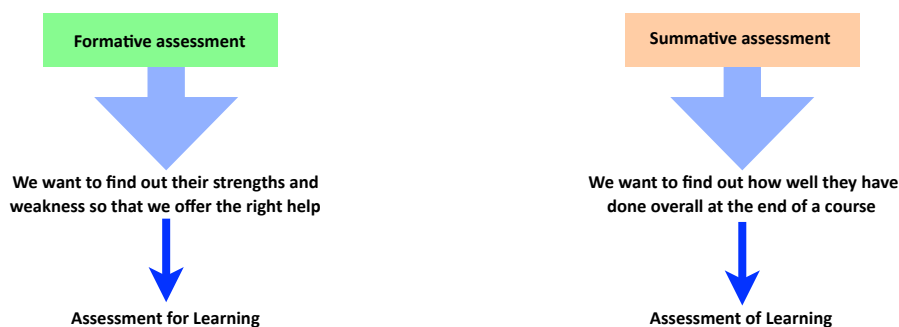 Formative assessment
We want to find out their strengths and
weakness so that we offer the right help
Assessment for Learning
Summative assessment
We want to find out how well they have
done overall at the end of a course
Assessment of Learning